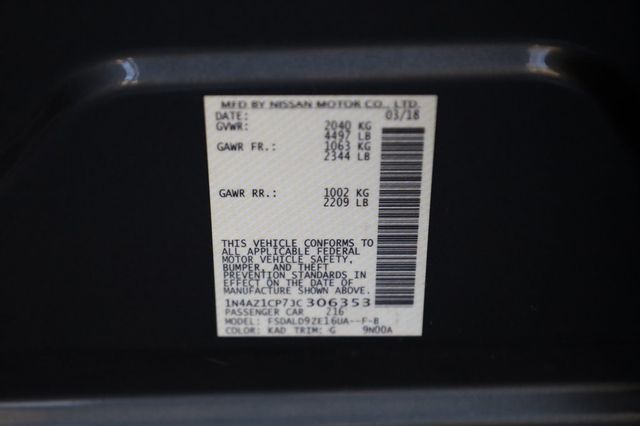 MFD BY NISSAN MOTOR CO., LTD.
DATE: 03/18
GVWR: 2040 KG
4497 LB
GAWR FR.: 1063 KG
2344 LB
GAWR RR.: 1002 KG
2209 LB
THIS VEHICLE CONFORMS TO
ALL APPLICABLE FEDERAL
MOTOR VEHICLE SAFETY,
BUMPER, AND THEFT
PREVENTION STANDARDS IN
EFFECT ON THE DATE OF
MANUFACTURE SHOWN ABOVE.
1N4AZ1CP7JC306353
PASSENGER CAR 216
MODEL: FSDALD9ZE16UA--F-B
COLOR: KAD TRIM: G 9N00A